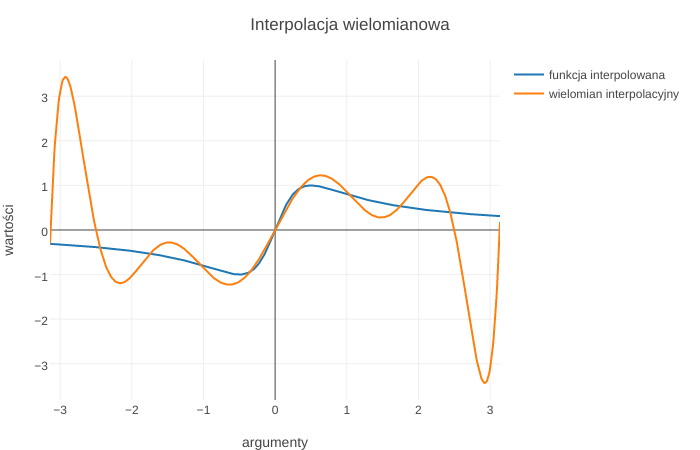 Interpolacja wielomianowa
funkcja interpolowana
wielomian interpolacyjny
wartości
3
2
1
0
−1
−2
−3
−3 −2 −1 0 1 2 3
argumenty